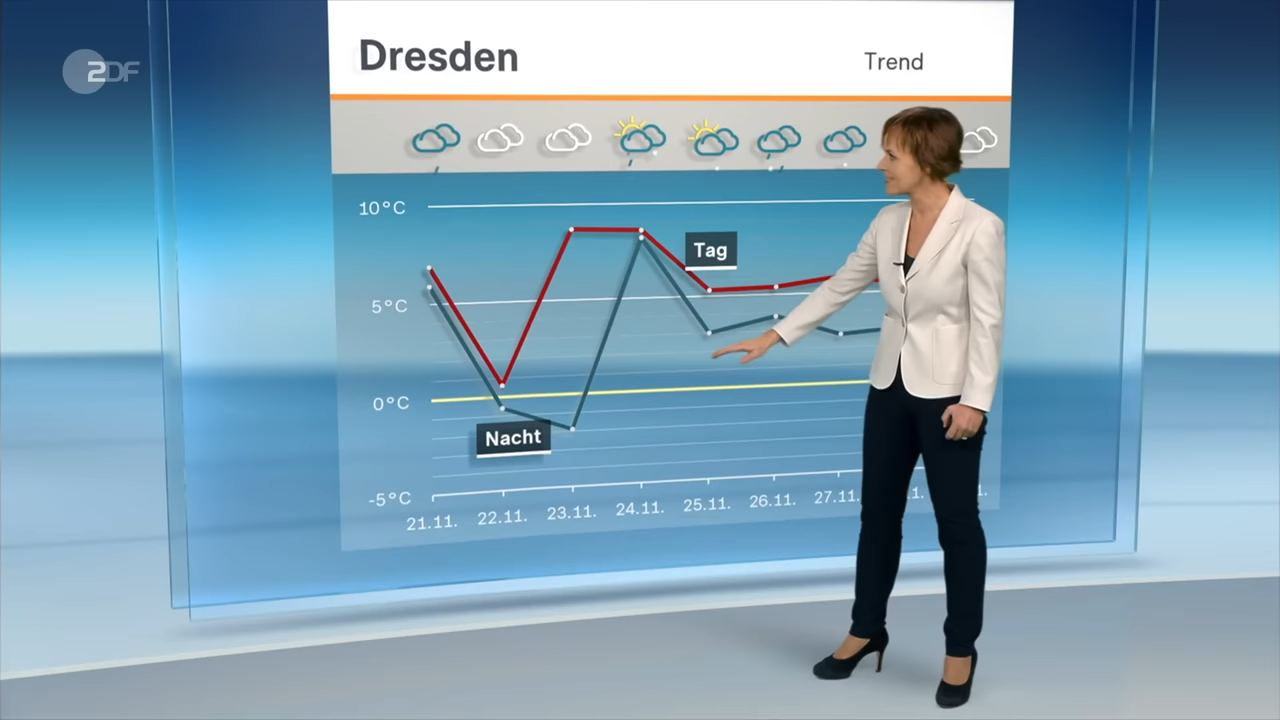 ZDF
Dresden
Trend
10°C
Tag
5°C
0°C
Nacht
-5°C
21.11. 22.11. 23.11. 24.11. 25.11. 26.11. 27.11.